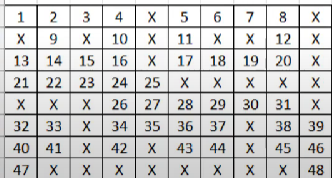 1 2 3 4 X 5 6 7 8 X
X 9 X 10 X 11 X X 12 X
13 14 15 16 X 17 18 19 20 X
21 22 23 24 25 X X X X X
X X X 26 27 28 29 30 31 X
32 33 X 34 35 36 37 X 38 39
40 41 X 42 X 43 44 X 45 46
47 X X X X X X X X 48